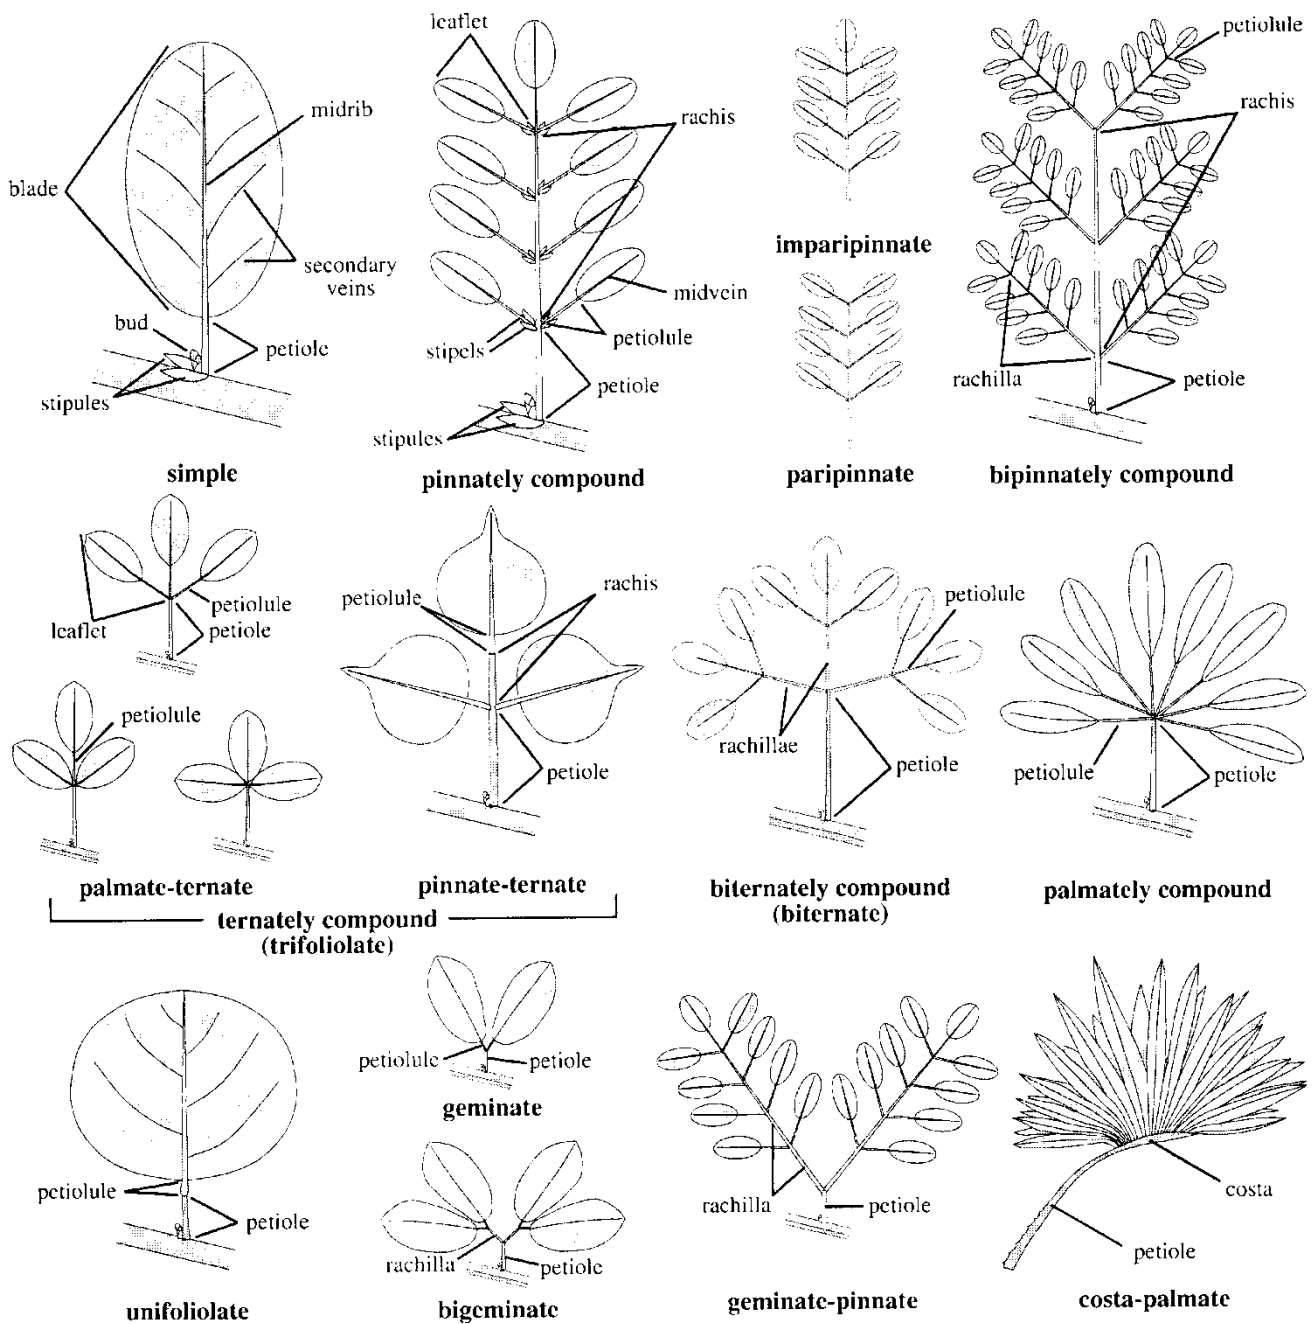 leaflet
petiolule
midrib
rachis
rachis
blade
imparipinnate
secondary
veins
midvein
bud
petiole
stipels
petiolule
rachilla
petiole
petiole
stipules
stipules
simple
pinnately compound
paripinnate
bipinnately compound
petiolule
rachis
petiolule
petiolule
leaflet
petiole
petiolule
rachillae
petiole
petiole
petiolule
petiole
palmate-ternate
pinnate-ternate
biternately compound
(biternate)
palmately compound
ternately compound
(trifoliolate)
petiolule
petiole
geminate
petiolule
petiole
rachilla
petiole
rachilla
petiole
costa
petiole
unifoliolate
bigeminate
geminate-pinnate
costa-palmate